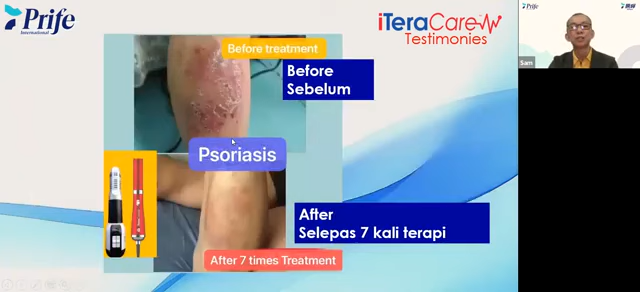 Prife
International
iTeraCare
Testimonies
Before treatment
Before
Sebelum
Psoriasis
After
Selepas 7 kali terapi
After 7 times Treatment
Prife
Sam